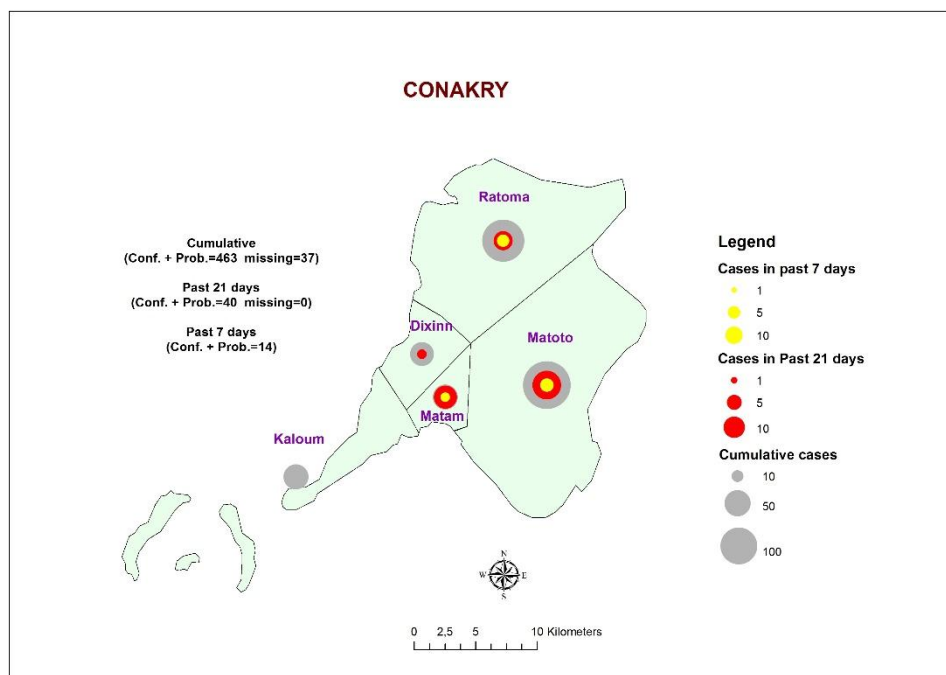 CONAKRY
Ratoma
Cumulative
(Conf. + Prob.=463 missing=37)
Past 21 days
(Conf. + Prob.=40 missing=0)
Past 7 days
(Conf. + Prob.=14)
Dixinn
Matoto
Matam
Kaloum
Legend
Cases in past 7 days
1
5
10
Cases in Past 21 days
1
5
10
Cumulative cases
10
50
100
N
W E
S
0 2,5 5 10 Kilometers